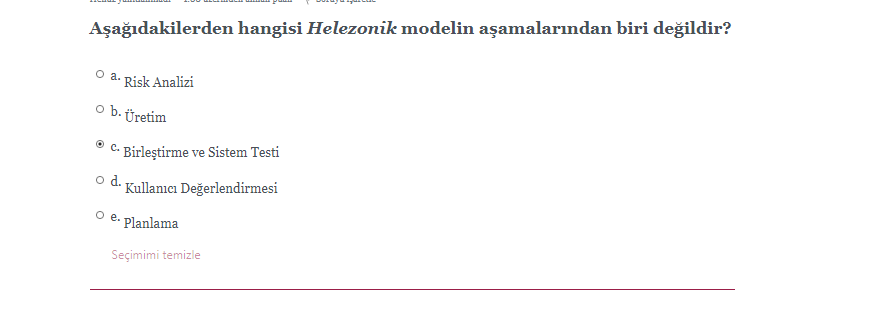 Aşağıdakilerden hangisi Helezonik modelin aşamalarından biri değildir?
a. Risk Analizi
b. Üretim
c. Birleştirme ve Sistem Testi
d. Kullanıcı Değerlendirmesi
e. Planlama
Seçimimi temizle